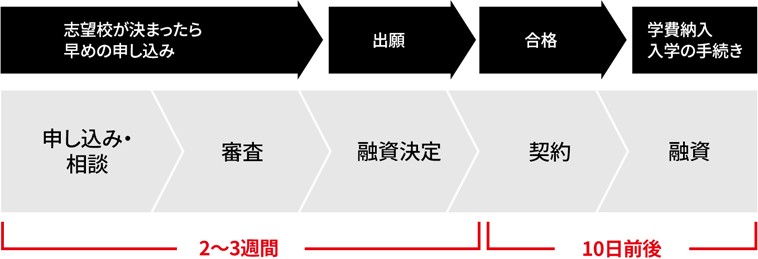 志望校が決まったら
早めの申し込み
出願
合格
学費納入
入学の手続き
申し込み・
相談
審査
融資決定
契約
融資
2〜3週間
10日前後